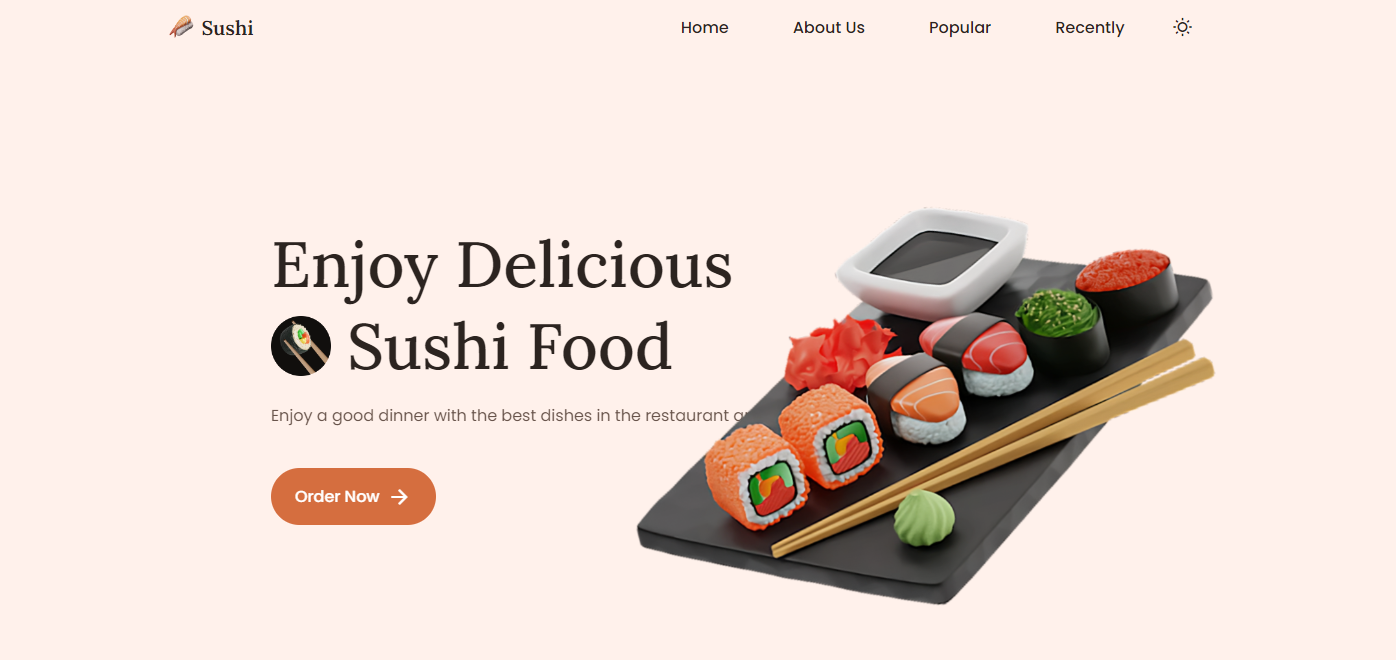 Sushi
Home About Us Popular Recently
Enjoy Delicious
Sushi Food
Enjoy a good dinner with the best dishes in the restaurant
Order Now